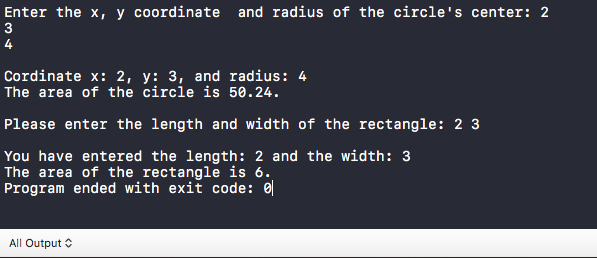 Enter the x, y coordinate  and radius of the circle's center: 2
3
4
Cordinate x: 2, y: 3, and radius: 4
The area of the circle is 50.24.
Please enter the length and width of the rectangle: 2 3
You have entered the length: 2 and the width: 3
The area of the rectangle is 6.
Program ended with exit code: 0
All Output